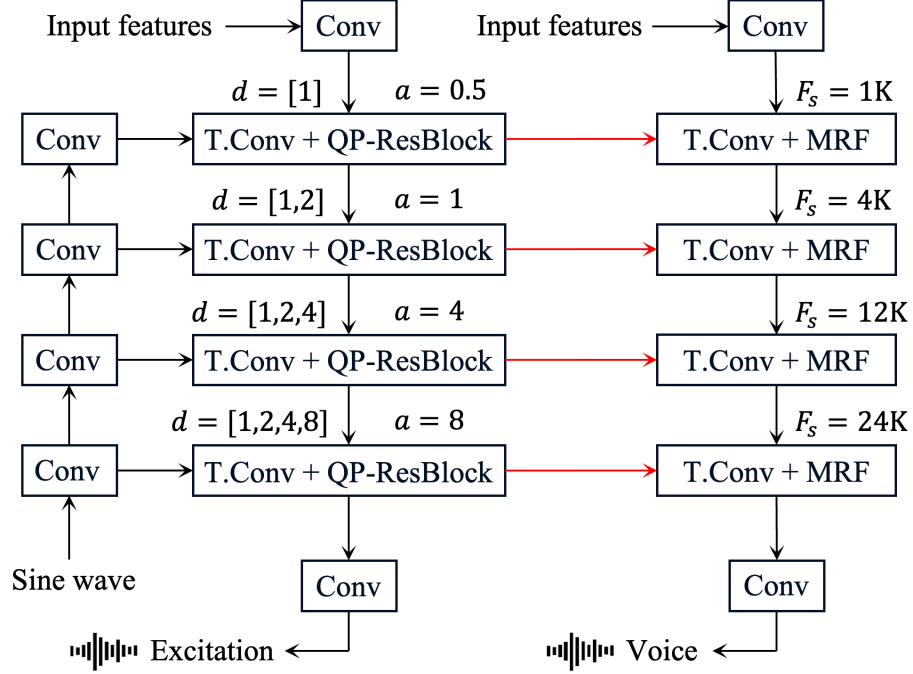 Input features Conv Input features Conv
d = [1] a = 0.5 F_s = 1K
Conv T.Conv + QP-ResBlock T.Conv + MRF
d = [1,2] a = 1 F_s = 4K
Conv T.Conv + QP-ResBlock T.Conv + MRF
d = [1,2,4] a = 4 F_s = 12K
Conv T.Conv + QP-ResBlock T.Conv + MRF
d = [1,2,4,8] a = 8 F_s = 24K
Conv T.Conv + QP-ResBlock T.Conv + MRF
Sine wave Conv Conv
Excitation Voice